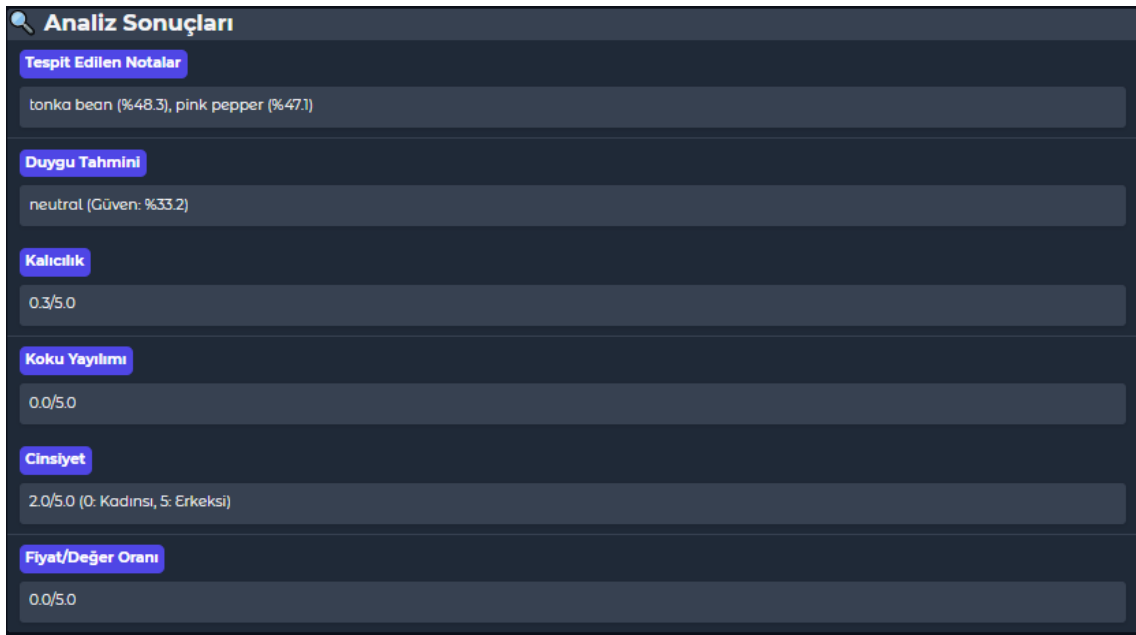 Analiz Sonuçları
Tespit Edilen Notalar
tonka bean (%48.3), pink pepper (%47.1)
Duygu Tahmini
neutral (Güven: %33.2)
Kalıcılık
0.3/5.0
Koku Yayılımı
0.0/5.0
Cinsiyet
2.0/5.0 (0: Kadınsı, 5: Erkeksi)
Fiyat/Değer Oranı
0.0/5.0